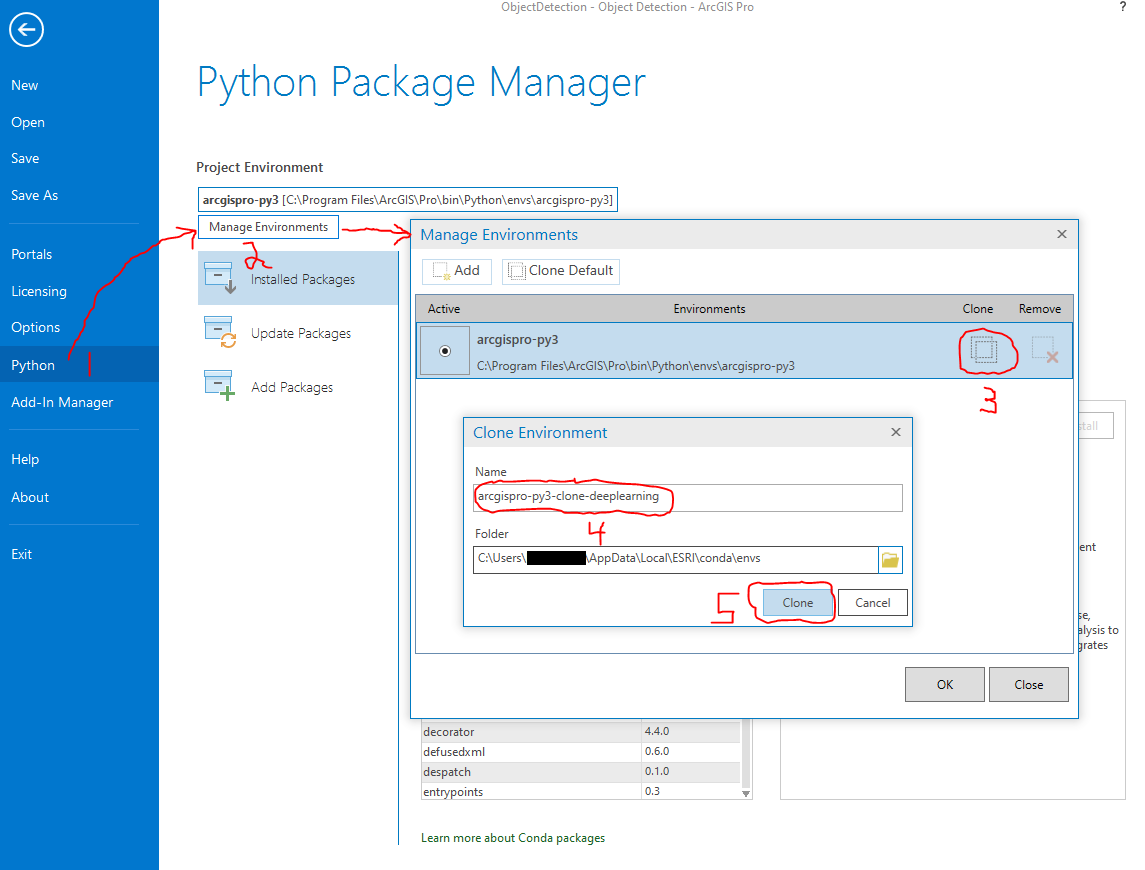 ObjectDetection - Object Detection - ArcGIS Pro
?
New
Open
Save
Save As
Portals
Licensing
Options
Python
1
Add-In Manager
Help
About
Exit
Python Package Manager
Project Environment
arcgispro-py3 [C:\Program Files\ArcGIS\Pro\bin\Python\envs\arcgispro-py3]
Manage Environments
2
Installed Packages
Update Packages
Add Packages
Manage Environments
Add
Clone Default
Active Environments Clone Remove
arcgispro-py3
C:\Program Files\ArcGIS\Pro\bin\Python\envs\arcgispro-py3
3
Clone Environment
Name
arcgispro-py3-clone-deeplearning
4
Folder
C:\Users\ \AppData\Local\ESRI\conda\envs
5
Clone
Cancel
OK
Close
tall
ent
se,
alysis to
grates
decorator 4.4.0
defusedxml 0.6.0
despatch 0.1.0
entrypoints 0.3
Learn more about Conda packages